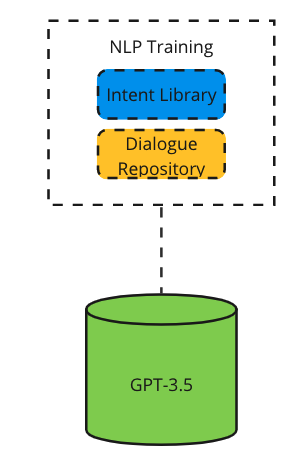 NLP Training
Intent Library
Dialogue
Repository
GPT-3.5